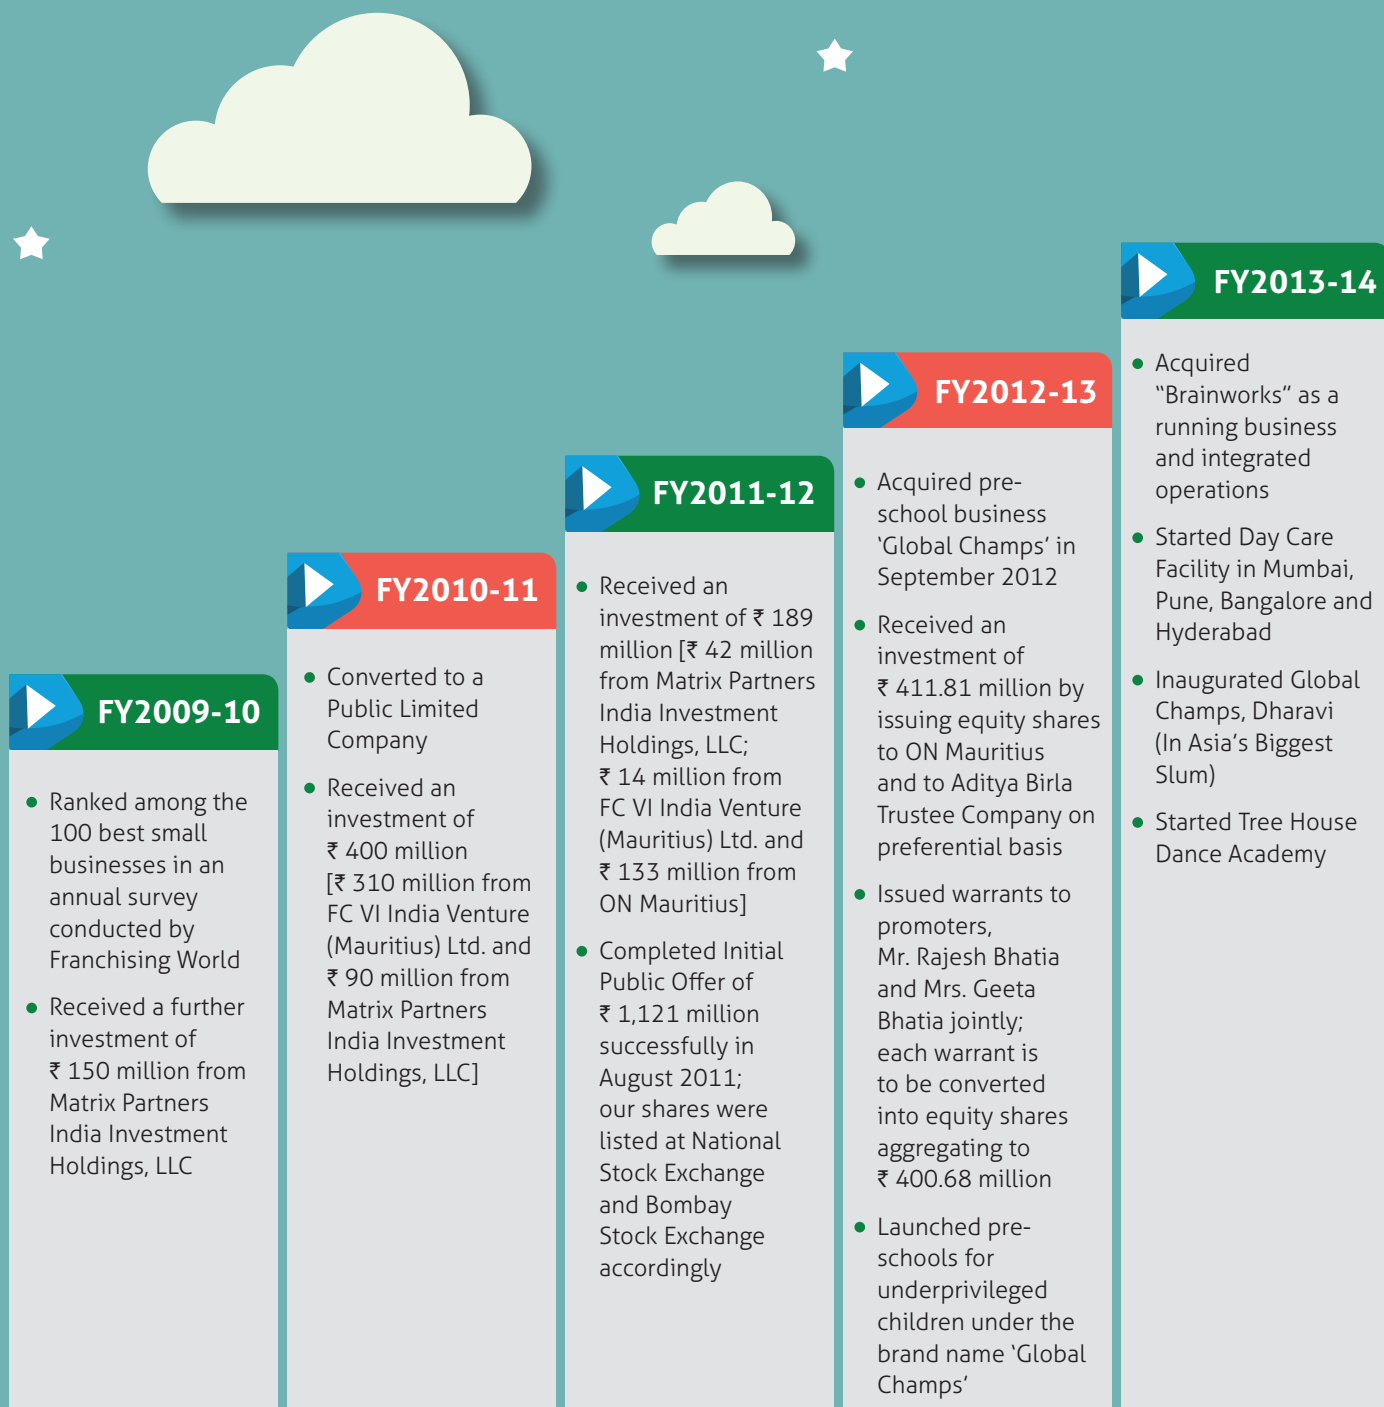 FY2009-10
Ranked among the
100 best small
businesses in an
annual survey
conducted by
Franchising World
Received a further
investment of
₹ 150 million from
Matrix Partners
India Investment
Holdings, LLC
FY2010-11
Converted to a
Public Limited
Company
Received an
investment of
₹ 400 million
[₹ 310 million from
FC VI India Venture
(Mauritius) Ltd. and
₹ 90 million from
Matrix Partners
India Investment
Holdings, LLC]
FY2011-12
Received an
investment of ₹ 189
million [₹ 42 million
from Matrix Partners
India Investment
Holdings, LLC;
₹ 14 million from
FC VI India Venture
(Mauritius) Ltd. and
₹ 133 million from
ON Mauritius]
Completed Initial
Public Offer of
₹ 1,121 million
successfully in
August 2011;
our shares were
listed at National
Stock Exchange
and Bombay
Stock Exchange
accordingly
FY2012-13
Acquired pre-
school business
‘Global Champs’ in
September 2012
Received an
investment of
₹ 411.81 million by
issuing equity shares
to ON Mauritius
and to Aditya Birla
Trustee Company on
preferential basis
Issued warrants to
promoters,
Mr. Rajesh Bhatia
and Mrs. Geeta
Bhatia jointly;
each warrant is
to be converted
into equity shares
aggregating to
₹ 400.68 million
Launched pre-
schools for
underprivileged
children under the
brand name ‘Global
Champs’
FY2013-14
Acquired
“Brainworks” as a
running business
and integrated
operations
Started Day Care
Facility in Mumbai,
Pune, Bangalore and
Hyderabad
Inaugurated Global
Champs, Dharavi
(In Asia’s Biggest
Slum)
Started Tree House
Dance Academy